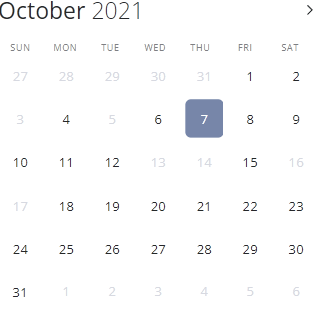 October 2021
SUN MON TUE WED THU FRI SAT
27 28 29 30 31 1 2
3 4 5 6 7 8 9
10 11 12 13 14 15 16
17 18 19 20 21 22 23
24 25 26 27 28 29 30
31 1 2 3 4 5 6